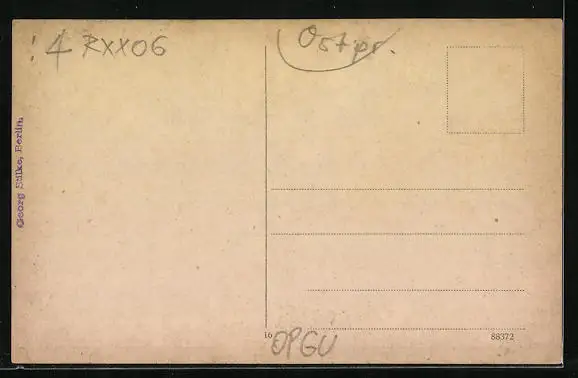 ! 4 RXX06
Ostpr.
Georg Stilke, Berlin.
16
88372
OPGU